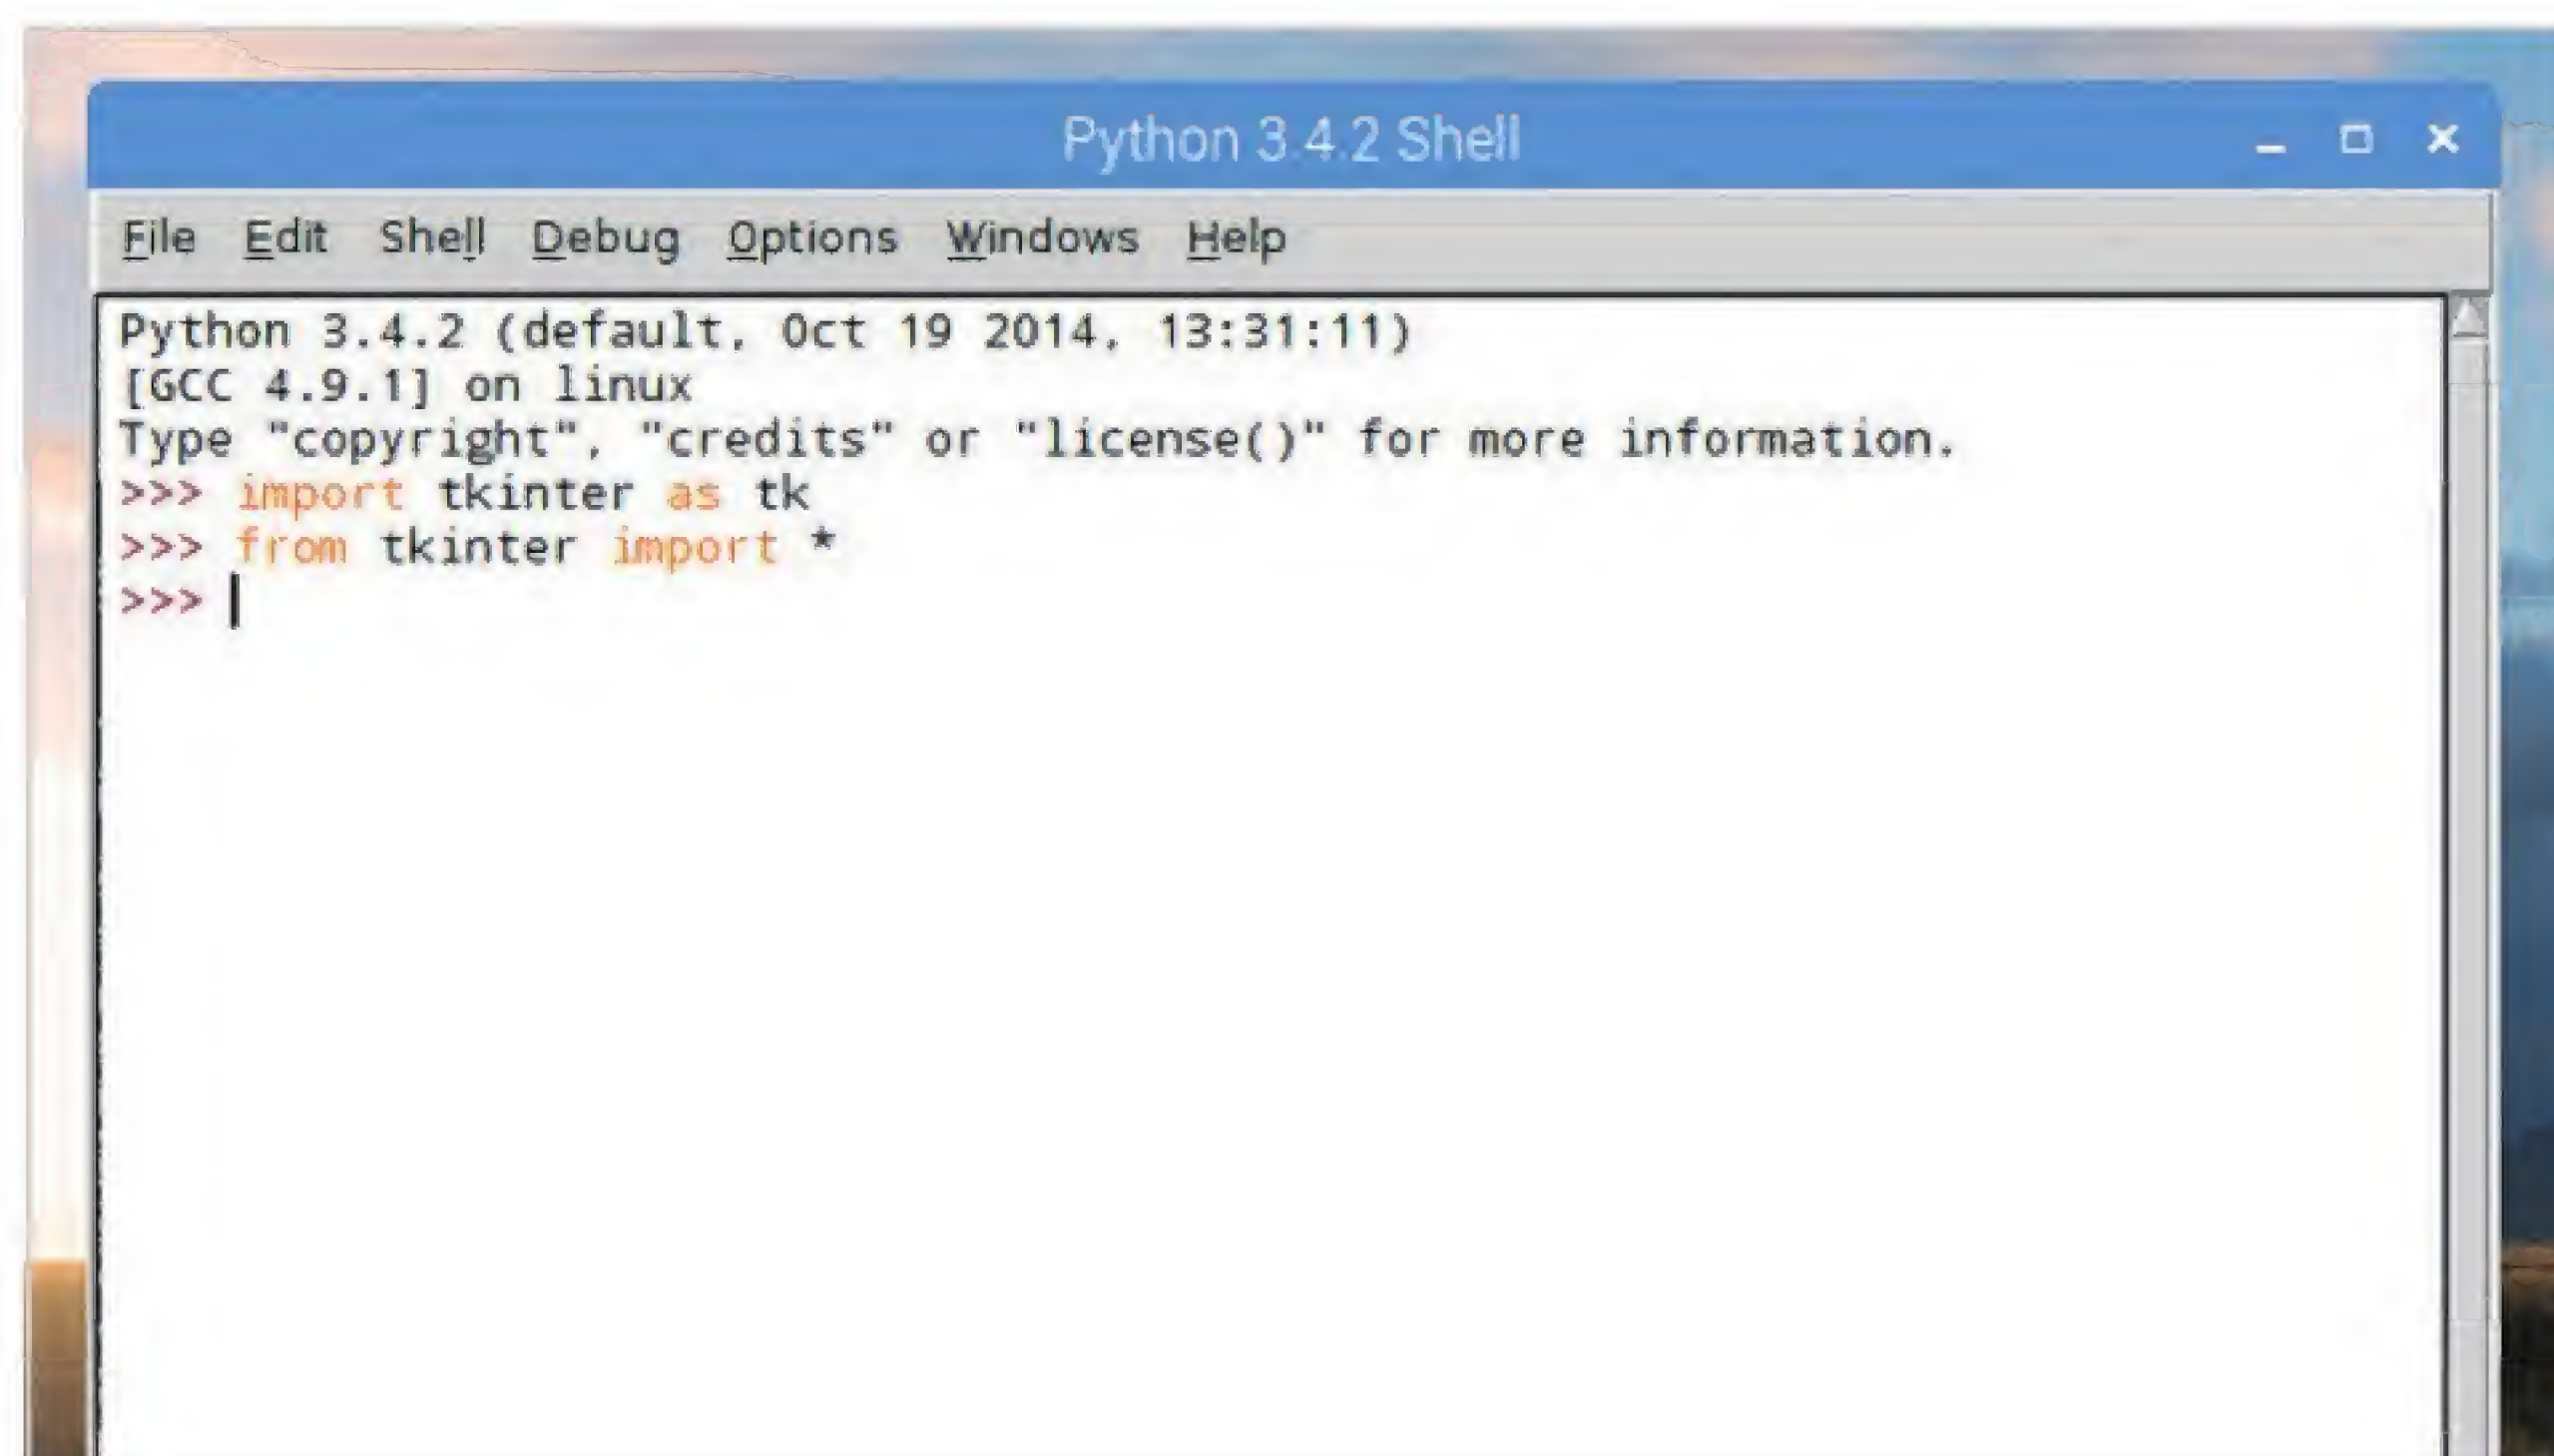 Python 3.4.2 Shell
File Edit Shell Debug Options Windows Help
Python 3.4.2 (default, Oct 19 2014, 13:31:11)
[GCC 4.9.1] on linux
Type "copyright", "credits" or "license()" for more information.
>>> import tkinter as tk
>>> from tkinter import *
>>>